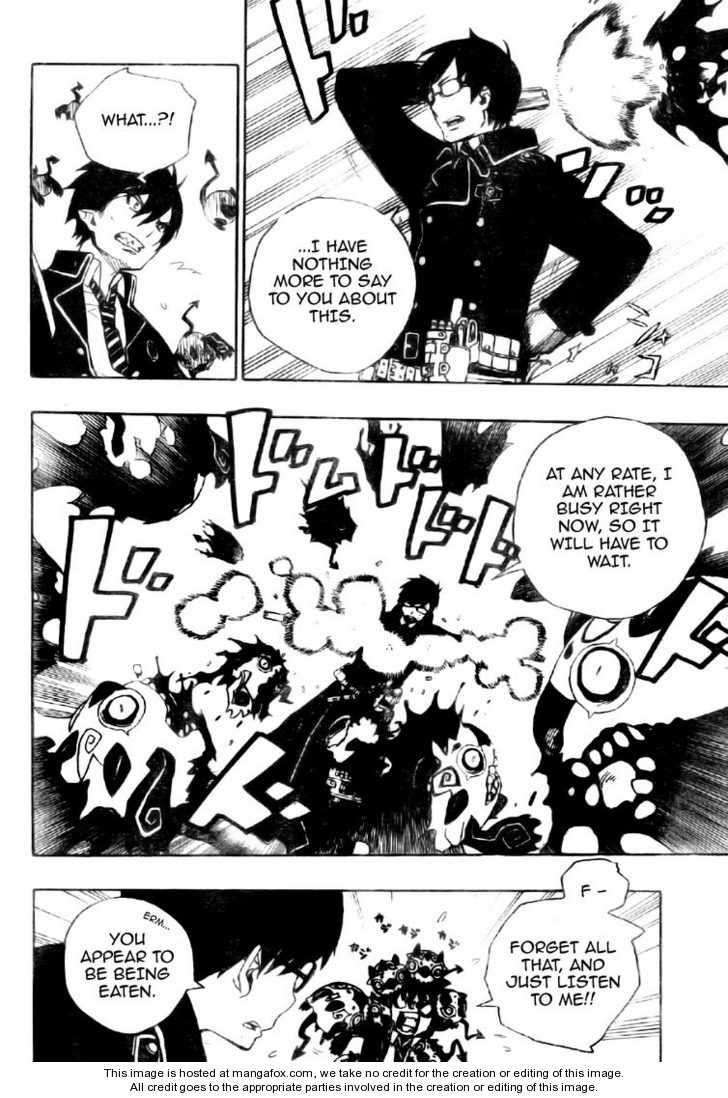 ドドッ
WHAT...?!
...I HAVE
NOTHING
MORE TO SAY
TO YOU ABOUT
THIS.
AT ANY RATE, I
AM RATHER
BUSY RIGHT
NOW, SO IT
WILL HAVE TO
WAIT.
F-
FORGET ALL
THAT, AND
JUST LISTEN
TO ME!!
ERM...
YOU
APPEAR TO
BE BEING
EATEN.
This image is hosted at mangafox.com, we take no credit for the creation or editing of this image.
All credit goes to the appropriate parties involved in the creation or editing of this image.